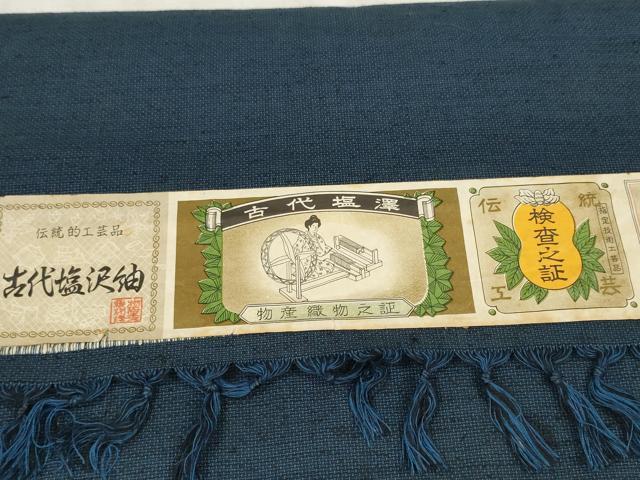 伝統的工芸品
古代塩沢紬
古代塩澤
物産織物之証
伝統
検査之証
工芸